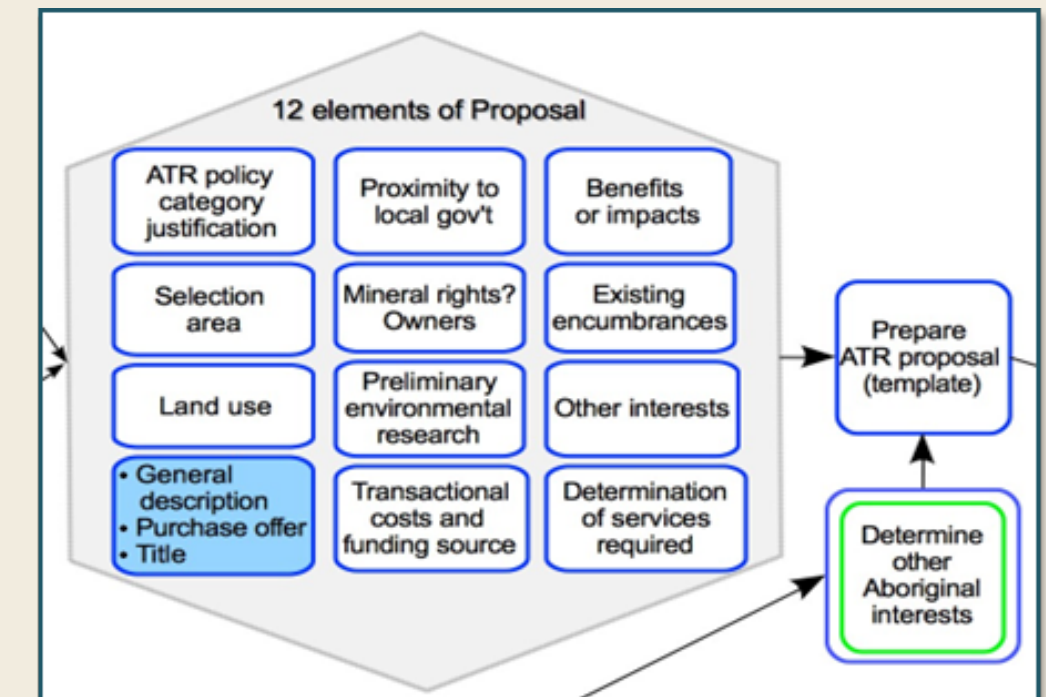 12 elements of Proposal
ATR policy
category
justification
Proximity to
local gov't
Benefits
or impacts
Selection
area
Mineral rights?
Owners
Existing
encumbrances
Land use
Preliminary
environmental
research
Other interests
• General
description
• Purchase offer
• Title
Transactional
costs and
funding source
Determination
of services
required
Prepare
ATR proposal
(template)
Determine
other
Aboriginal
interests